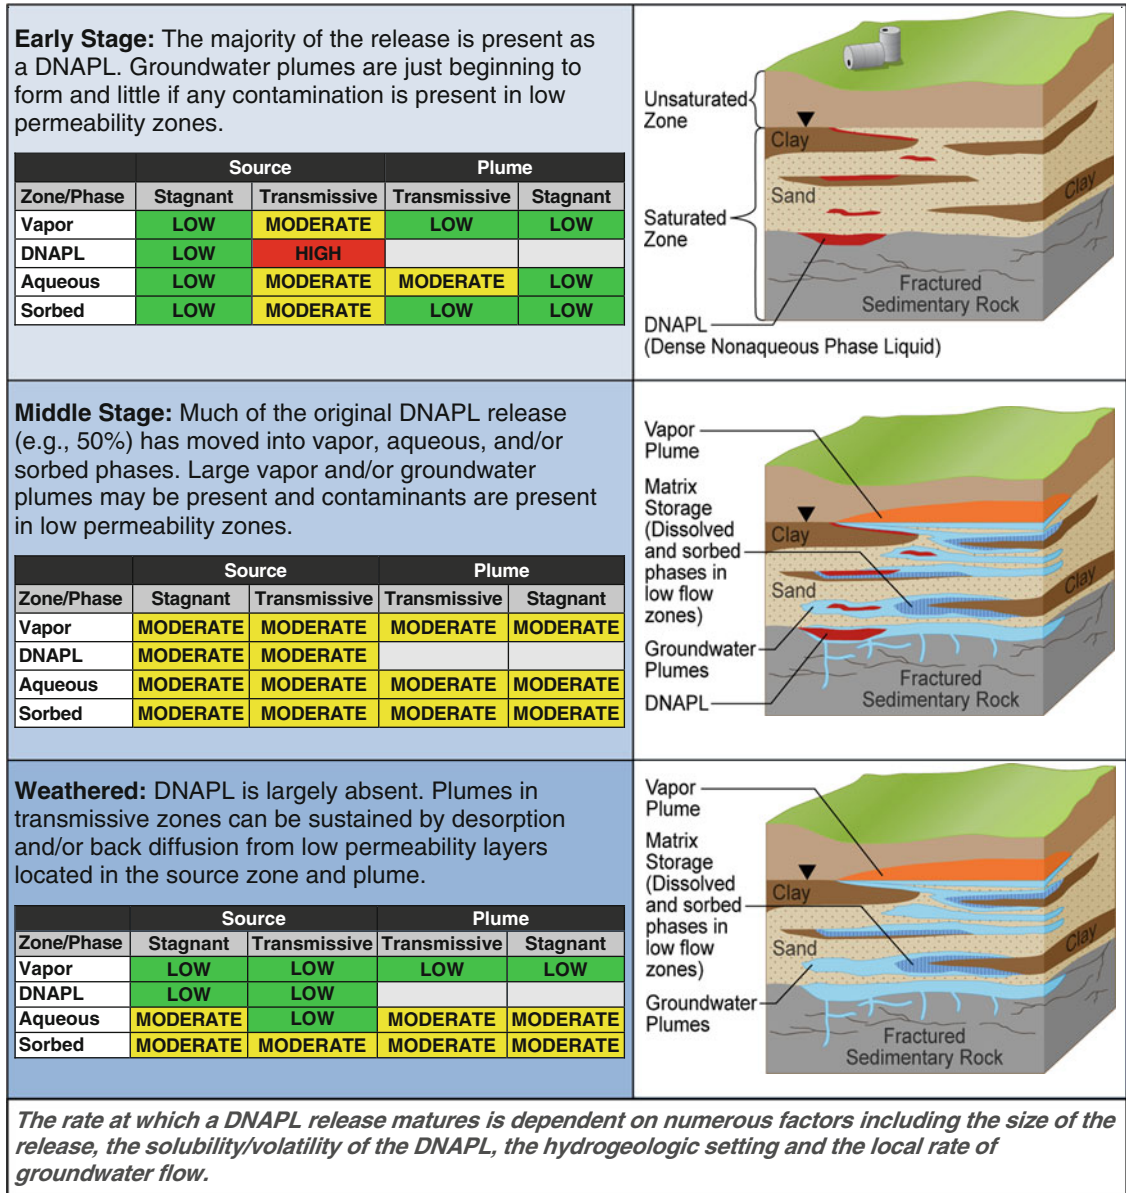 Early Stage: The majority of the release is present as
a DNAPL. Groundwater plumes are just beginning to
form and little if any contamination is present in low
permeability zones.
Source Plume
Zone/Phase Stagnant Transmissive Transmissive Stagnant
Vapor LOW MODERATE LOW LOW
DNAPL LOW HIGH
Aqueous LOW MODERATE MODERATE LOW
Sorbed LOW MODERATE LOW LOW
Unsaturated
Zone
Clay
Sand
Clay
Saturated
Zone
Fractured
Sedimentary Rock
DNAPL
(Dense Nonaqueous Phase Liquid)
Middle Stage: Much of the original DNAPL release
(e.g., 50%) has moved into vapor, aqueous, and/or
sorbed phases. Large vapor and/or groundwater
plumes may be present and contaminants are present
in low permeability zones.
Source Plume
Zone/Phase Stagnant Transmissive Transmissive Stagnant
Vapor MODERATE MODERATE MODERATE MODERATE
DNAPL MODERATE MODERATE
Aqueous MODERATE MODERATE MODERATE MODERATE
Sorbed MODERATE MODERATE MODERATE MODERATE
Vapor
Plume
Matrix
Storage
(Dissolved
and sorbed
phases in
low flow
zones)
Groundwater
Plumes
DNAPL
Clay
Sand
Clay
Fractured
Sedimentary Rock
Weathered: DNAPL is largely absent. Plumes in
transmissive zones can be sustained by desorption
and/or back diffusion from low permeability layers
located in the source zone and plume.
Source Plume
Zone/Phase Stagnant Transmissive Transmissive Stagnant
Vapor LOW LOW LOW LOW
DNAPL LOW LOW
Aqueous MODERATE LOW MODERATE MODERATE
Sorbed MODERATE MODERATE MODERATE MODERATE
Vapor
Plume
Matrix
Storage
(Dissolved
and sorbed
phases in
low flow
zones)
Groundwater
Plumes
Clay
Sand
Clay
Fractured
Sedimentary Rock
The rate at which a DNAPL release matures is dependent on numerous factors including the size of the
release, the solubility/volatility of the DNAPL, the hydrogeologic setting and the local rate of
groundwater flow.